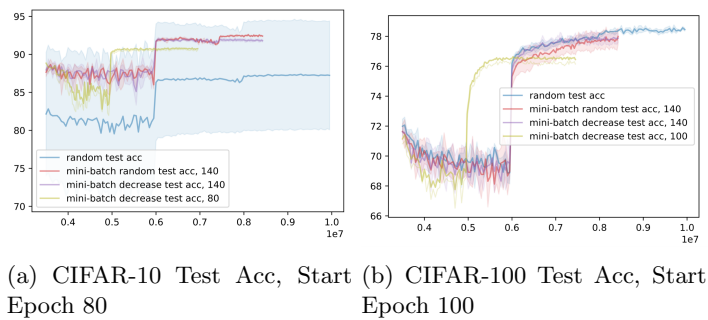 95
90
85
80
75
70
random test acc
mini-batch random test acc, 140
mini-batch decrease test acc, 140
mini-batch decrease test acc, 80
0.4 0.5 0.6 0.7 0.8 0.9 1.0
1e7
78
76
74
72
70
68
66
random test acc
mini-batch random test acc, 140
mini-batch decrease test acc, 140
mini-batch decrease test acc, 100
0.4 0.5 0.6 0.7 0.8 0.9 1.0
1e7
(a) CIFAR-10 Test Acc, Start
Epoch 80
(b) CIFAR-100 Test Acc, Start
Epoch 100